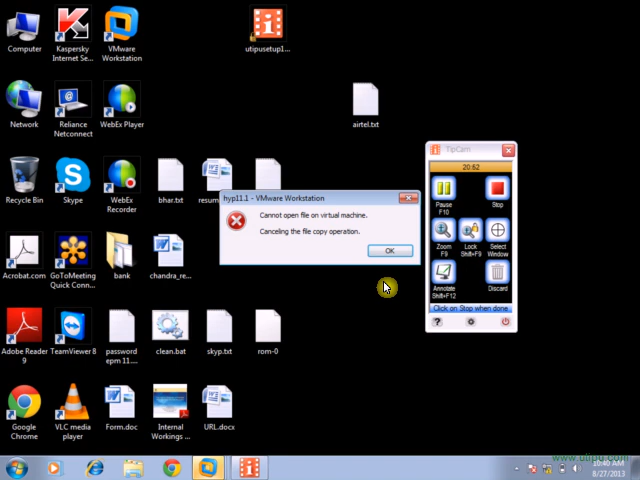 Computer
Kaspersky
Internet Se...
VMware
Workstation
utipusetup1...
Network
Reliance
Netconnect
WebEx Player
airtel.txt
Recycle Bin
Skype
WebEx
Recorder
bhar.txt
resum
hyp11.1 - VMware Workstation
Cannot open file on virtual machine.
Canceling the file copy operation.
OK
TipCam
20:52
Pause
F10
Stop
Zoom
F9
Lock
Shift+F9
Select
Window
Annotate
Shift+F12
Discard
Click on Stop when done
Acrobat.com
GoToMeeting
Quick Conn...
bank
chandra_re...
Adobe Reader
9
TeamViewer 8
password
epm 11....
clean.bat
skyp.txt
rom-0
Google
Chrome
VLC media
player
Form.doc
Internal
Workings ...
URL.docx
www.utipu.com
10:40 AM
8/27/2013